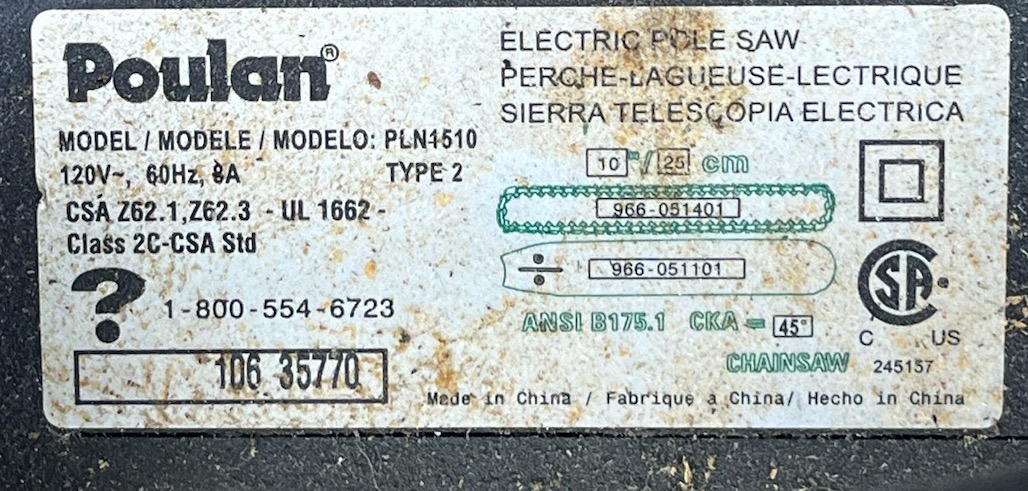 Poulan®
ELECTRIC POLE SAW
PERCHE-LAGUEUSE-LECTRIQUE
SIERRA TELESCOPIA ELECTRICA
MODEL / MODELE / MODELO: PLN1510
120V~, 60Hz, 8A TYPE 2
CSA Z62.1,Z62.3 - UL 1662 -
Class 2C-CSA Std
? 1-800-554-6723
106 35770
10 "/ 25 cm
966-051401
966-051101
ANSI B175.1 CKA = 45°
CHAINSAW
SA
C US
245157
Made in China / Fabrique a China/ Hecho in China